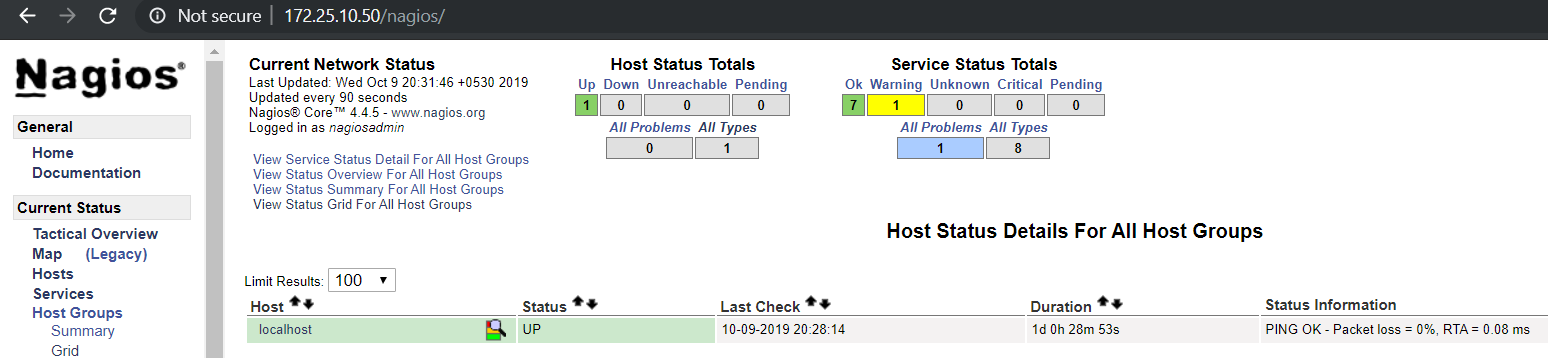 Not secure | 172.25.10.50/nagios/
Nagios®
General
Home
Documentation
Current Status
Tactical Overview
Map (Legacy)
Hosts
Services
Host Groups
Summary
Grid
Current Network Status
Last Updated: Wed Oct 9 20:31:46 +0530 2019
Updated every 90 seconds
Nagios® Core™ 4.4.5 - www.nagios.org
Logged in as nagiosadmin
View Service Status Detail For All Host Groups
View Status Overview For All Host Groups
View Status Summary For All Host Groups
View Status Grid For All Host Groups
Host Status Totals
Up Down Unreachable Pending
1 0 0 0
All Problems All Types
0 1
Service Status Totals
Ok Warning Unknown Critical Pending
7 1 0 0 0
All Problems All Types
1 8
Host Status Details For All Host Groups
Limit Results: 100
Host Status Last Check Duration Status Information
localhost UP 10-09-2019 20:28:14 1d 0h 28m 53s PING OK - Packet loss = 0%, RTA = 0.08 ms